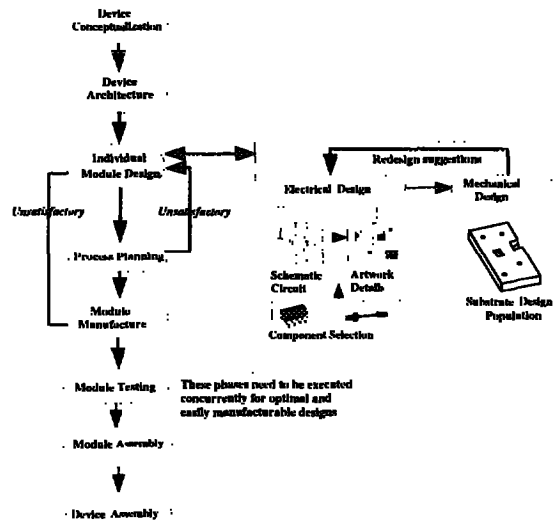 Device
Conceptualization
Device
Architecture
Individual
Module Design
Unsatisfactory
Unsatisfactory
Process Planning
Module
Manufacture
Module Testing
Module Assembly
Device Assembly
These phases need to be executed
concurrently for optimal and
easily manufacturable designs
Redesign suggestions
Electrical Design
Mechanical
Design
Schematic
Circuit
Artwork
Details
Component Selection
Substrate Design
Population